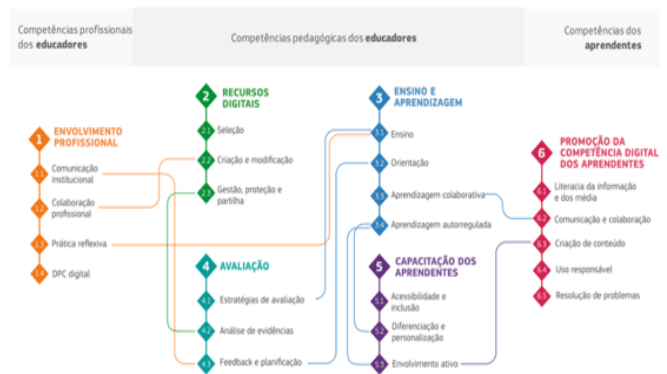 Competências profissionais
dos educadores
Competências pedagógicas dos educadores
Competências dos
aprendentes
1
ENVOLVIMENTO
PROFISSIONAL
1.1
Comunicação
institucional
1.2
Colaboração
profissional
1.3
Prática reflexiva
1.4
DPC digital
2
RECURSOS
DIGITAIS
2.1
Seleção
2.2
Criação e modificação
2.3
Gestão, proteção e
partilha
4
AVALIAÇÃO
4.1
Estratégias de avaliação
4.2
Análise de evidências
4.3
Feedback e planificação
3
ENSINO E
APRENDIZAGEM
3.1
Ensino
3.2
Orientação
3.3
Aprendizagem colaborativa
3.4
Aprendizagem autorregulada
5
CAPACITAÇÃO DOS
APRENDENTES
5.1
Acessibilidade e
inclusão
5.2
Diferenciação e
personalização
5.3
Envolvimento ativo
6
PROMOÇÃO DA
COMPETÊNCIA DIGITAL
DOS APRENDENTES
6.1
Literacia da informação
e dos média
6.2
Comunicação e colaboração
6.3
Criação de conteúdo
6.4
Uso responsável
6.5
Resolução de problemas